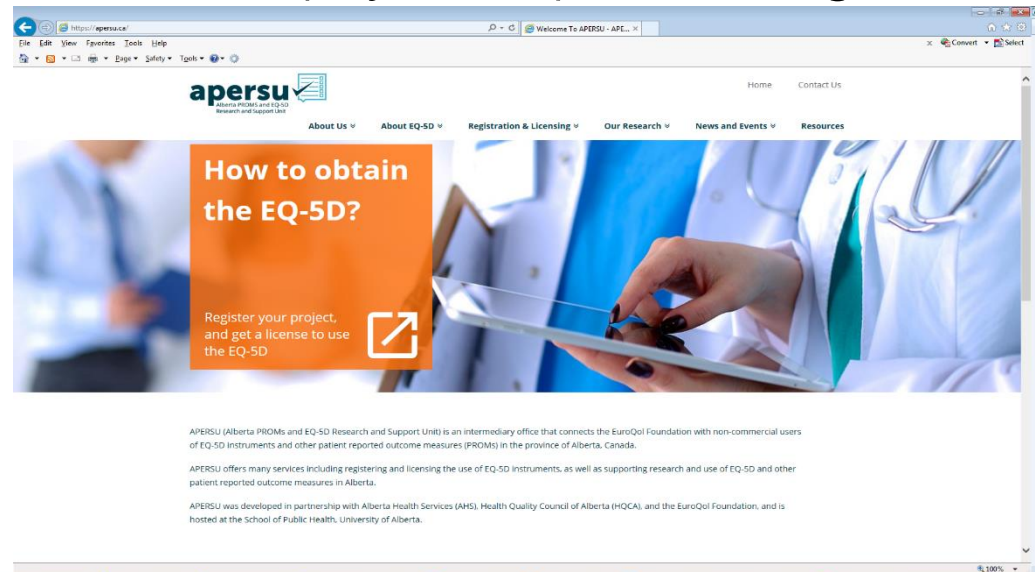 https://apersu.ca/
Welcome To APERSU - APE...
File Edit View Favorites Tools Help
Convert Select
Page Safety Tools
apersu
Alberta PROMS and EQ-5D
Research and Support Unit
Home Contact Us
About Us About EQ-5D Registration & Licensing Our Research News and Events Resources
How to obtain
the EQ-5D?
Register your project,
and get a license to use
the EQ-5D
APERSU (Alberta PROMs and EQ-5D Research and Support Unit) is an intermediary office that connects the EuroQol Foundation with non-commercial users
of EQ-5D instruments and other patient reported outcome measures (PROMs) in the province of Alberta, Canada.
APERSU offers many services including registering and licensing the use of EQ-5D instruments, as well as supporting research and use of EQ-5D and other
patient reported outcome measures in Alberta.
APERSU was developed in partnership with Alberta Health Services (AHS), Health Quality Council of Alberta (HQCA), and the EuroQol Foundation, and is
hosted at the School of Public Health, University of Alberta.
100%